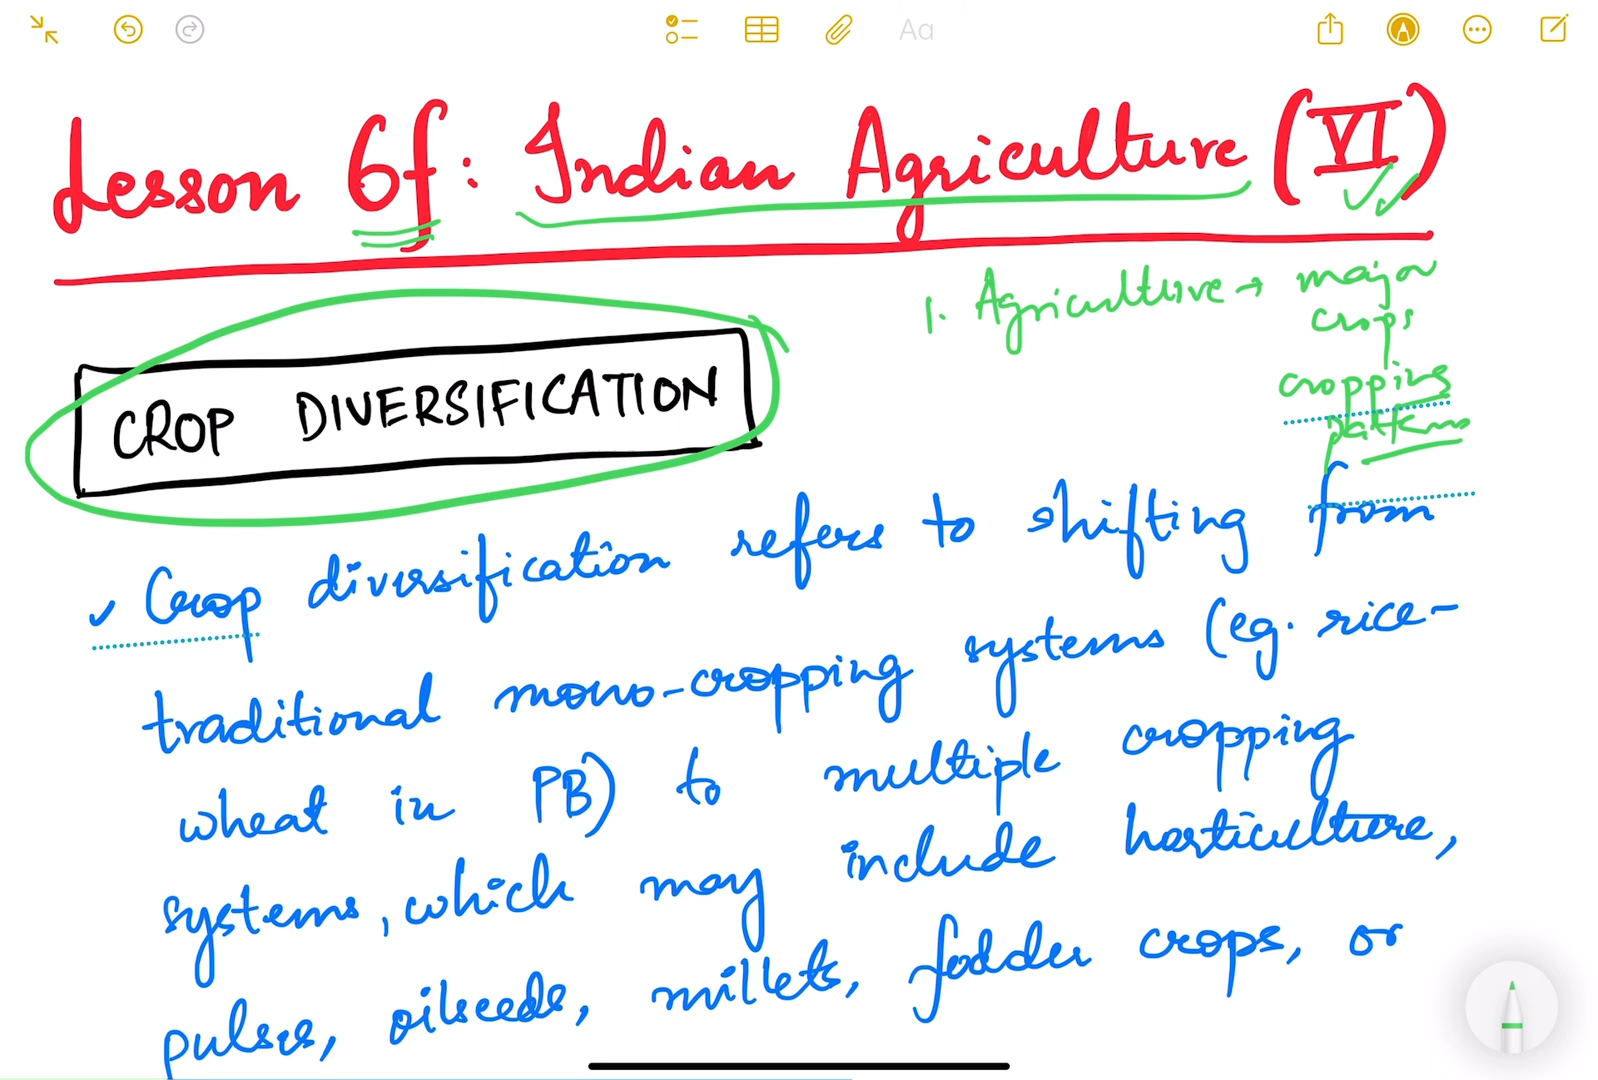 Aa
Lesson 6f: Indian Agriculture (VI)
1. Agriculture → major
crops
cropping
patterns
CROP DIVERSIFICATION
✓ Crop diversification refers to shifting from
traditional mono-cropping systems (eg. rice-
wheat in PB) to multiple cropping
systems, which may include horticulture,
pulses, oilseeds, millets, fodder crops, or